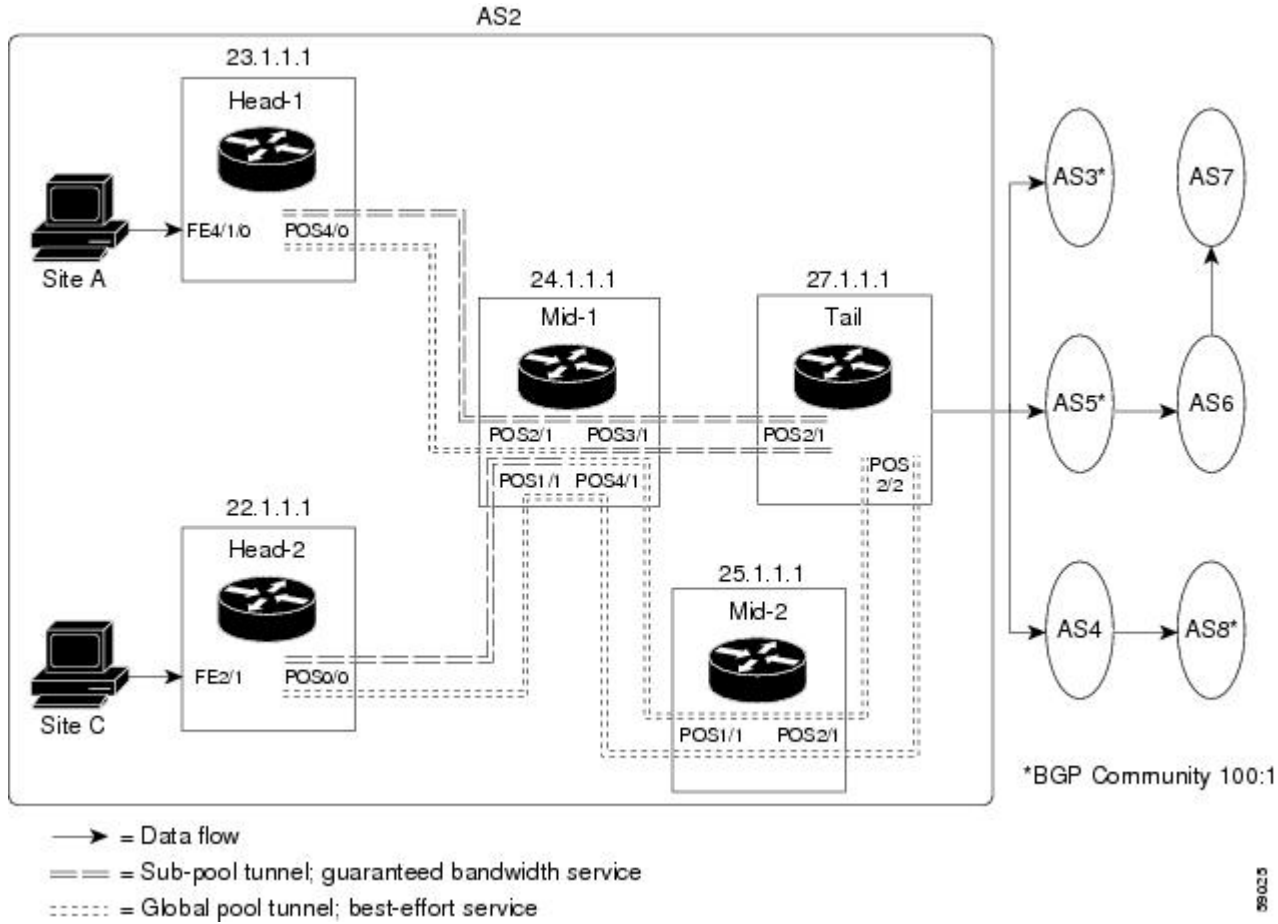 AS2
23.1.1.1
Head-1
FE4/1/0
POS4/0
Site A
24.1.1.1
Mid-1
POS2/1
POS3/1
POS1/1
POS4/1
27.1.1.1
Tail
POS2/1
POS
2/2
22.1.1.1
Head-2
FE2/1
POS0/0
Site C
25.1.1.1
Mid-2
POS1/1
POS2/1
AS3*
AS7
AS5*
AS6
AS4
AS8*
*BGP Community 100:1
= Data flow
= Sub-pool tunnel; guaranteed bandwidth service
= Global pool tunnel; best-effort service
59025